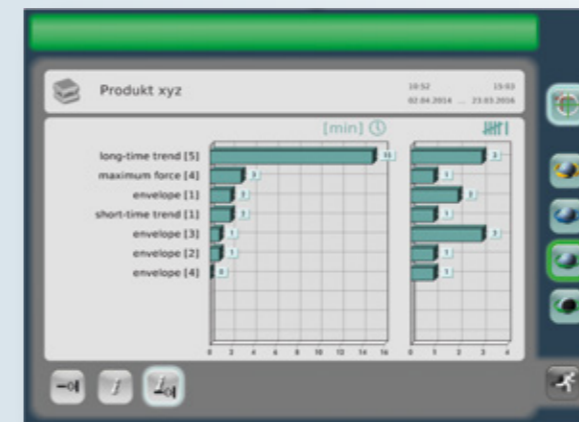 Produkt xyz
10:52 15:03
02.04.2014 ... 23.03.2016
[min]
long-time trend [5] 15 3
maximum force [4] 3 1
envelope [1] 2 2
short-time trend [1] 2 1
envelope [3] 1 3
envelope [2] 1 1
envelope [4] 0 1
0 2 4 6 8 10 12 14 16 0 1 2 3 4